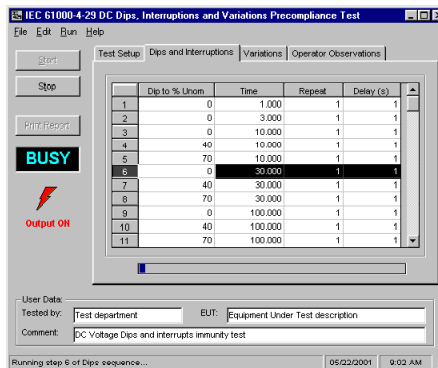 IEC 61000-4-29 DC Dips, Interruptions and Variations Precompliance Test
File Edit Run Help
Start
Stop
Print Report
BUSY
Output ON
Test Setup Dips and Interruptions Variations Operator Observations
Dip to % Unom Time Repeat Delay (s)
1 0 1.000 1 1
2 0 3.000 1 1
3 0 10.000 1 1
4 40 10.000 1 1
5 70 10.000 1 1
6 0 30.000 1 1
7 40 30.000 1 1
8 70 30.000 1 1
9 0 100.000 1 1
10 40 100.000 1 1
11 70 100.000 1 1
User Data:
Tested by: Test department EUT: Equipment Under Test description
Comment: DC Voltage Dips and interrupts immunity test
Running step 6 of Dips sequence... 05/22/2001 9:02 AM